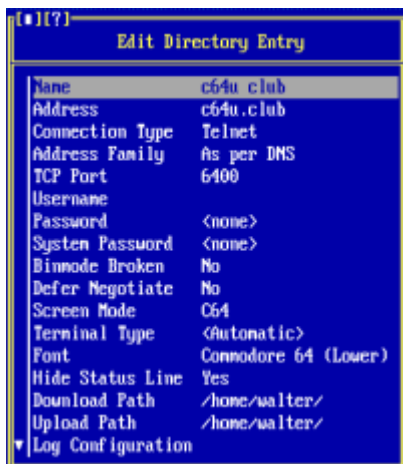 [■][?]
Edit Directory Entry
Name c64u club
Address c64u.club
Connection Type Telnet
Address Family As per DNS
TCP Port 6400
Username
Password <none>
System Password <none>
Binmode Broken No
Defer Negotiate No
Screen Mode C64
Terminal Type <Automatic>
Font Commodore 64 (Lower)
Hide Status Line Yes
Download Path /home/walter/
Upload Path /home/walter/
▼ Log Configuration